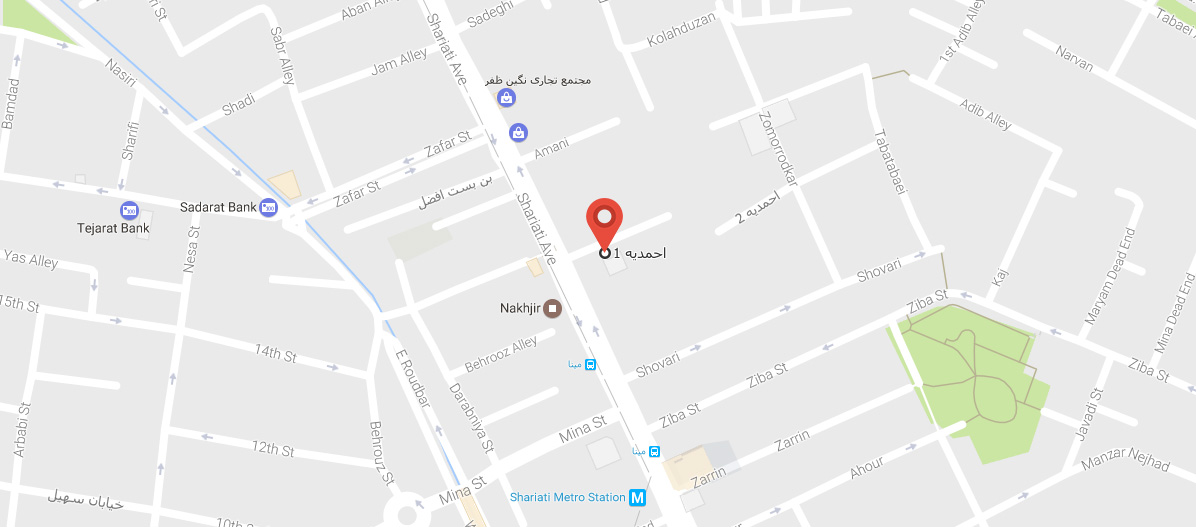 Aban Alley
Sadeghi
Kolahduzan
1st Adib Alley
Narvan
Sabr Alley
Shariati Ave
Jam Alley
Nasiri
مجتمع تجاری نگین ظفر
Bamdad
Shadi
Adib Alley
Sharifi
Zafar St
Amani
Zomorrodkar
Tabatabaei
Zafar St
بن بست افضل
احمدیه 2
Sadarat Bank
Tejarat Bank
Shariati Ave
Nesa St
احمدیه 1
Yas Alley
Shovari
Kaj
Maryam Dead End
Mina Dead End
15th St
Nakhjir
Ziba St
14th St
E Roudbar
Behrooz Alley
مینا
Shovari
Ziba St
Ziba St
Darabniya St
Arbabi St
Behrouz St
Mina St
Ziba St
Javadi St
12th St
مینا
Zarrin
Ahour
Manzar Nejhad
خیابان سهیل
Mina St
Shariati Metro Station
M
Zarrin
10th St